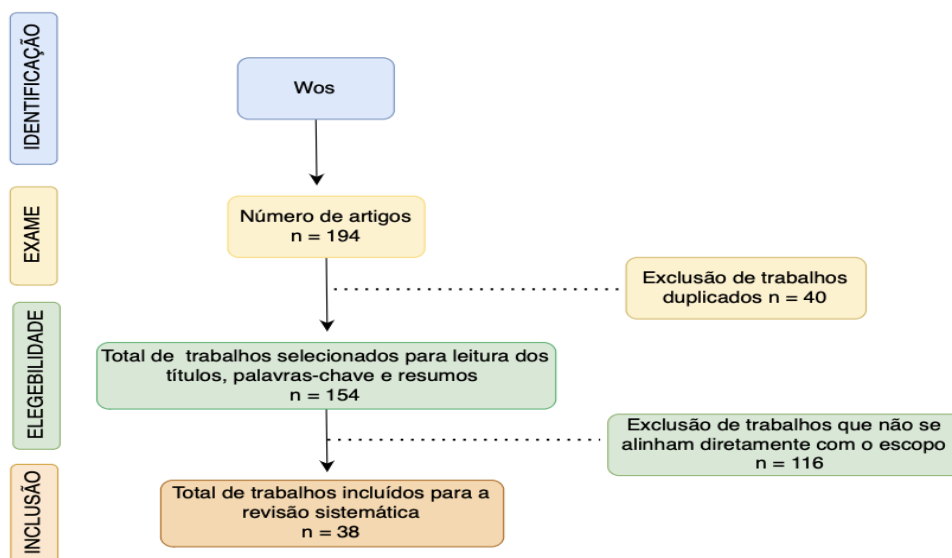 IDENTIFICAÇÃO
Wos
EXAME
Número de artigos
n = 194
Exclusão de trabalhos
duplicados n = 40
ELEGEBILIDADE
Total de trabalhos selecionados para leitura dos
títulos, palavras-chave e resumos
n = 154
Exclusão de trabalhos que não se
alinham diretamente com o escopo
n = 116
INCLUSÃO
Total de trabalhos incluídos para a
revisão sistemática
n = 38